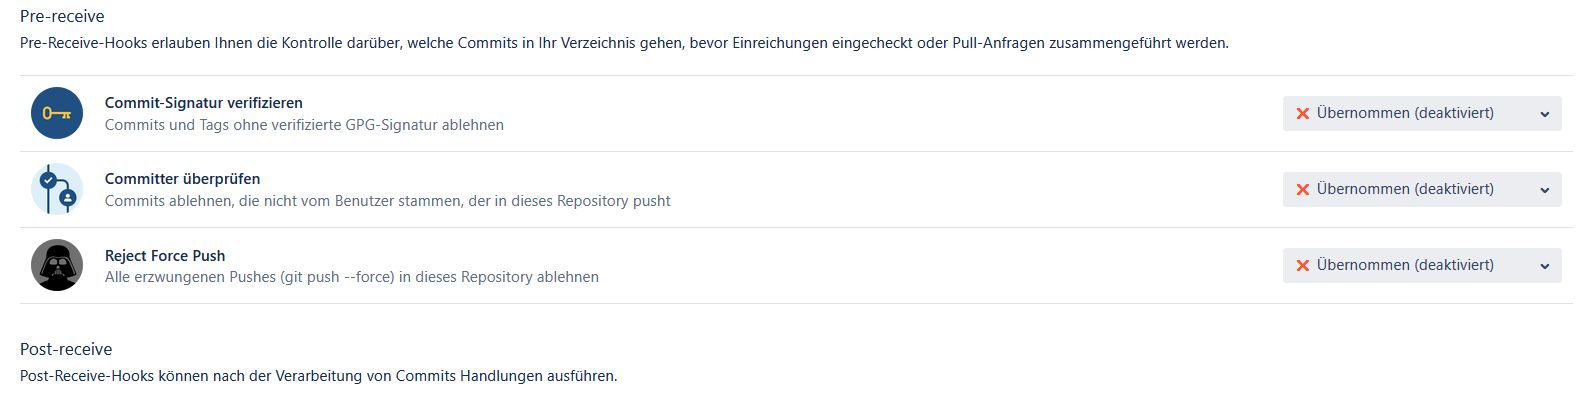 Pre-receive
Pre-Receive-Hooks erlauben Ihnen die Kontrolle darüber, welche Commits in Ihr Verzeichnis gehen, bevor Einreichungen eingecheckt oder Pull-Anfragen zusammengeführt werden.
Commit-Signatur verifizieren
Commits und Tags ohne verifizierte GPG-Signatur ablehnen
Übernommen (deaktiviert)
Committer überprüfen
Commits ablehnen, die nicht vom Benutzer stammen, der in dieses Repository pusht
Übernommen (deaktiviert)
Reject Force Push
Alle erzwungenen Pushes (git push --force) in dieses Repository ablehnen
Übernommen (deaktiviert)
Post-receive
Post-Receive-Hooks können nach der Verarbeitung von Commits Handlungen ausführen.